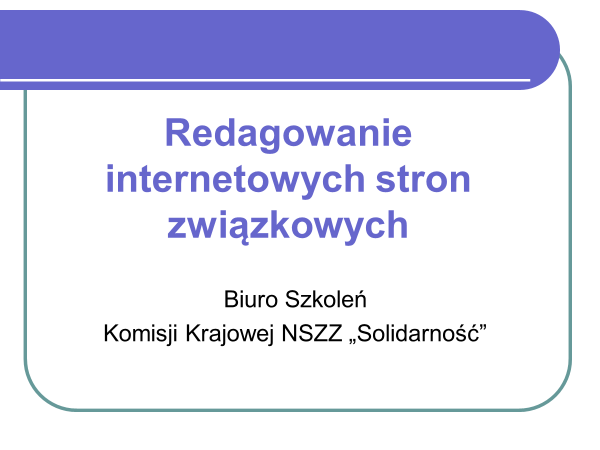 Redagowanie
internetowych stron
związkowych
Biuro Szkoleń
Komisji Krajowej NSZZ „Solidarność”